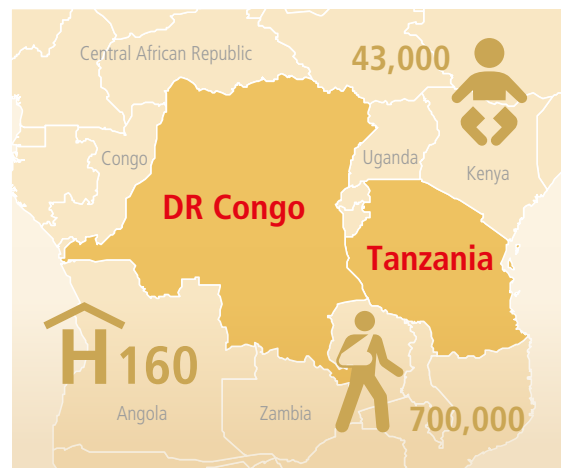 Central African Republic
43,000
Congo
Uganda
Kenya
DR Congo
Tanzania
H 160
Angola
Zambia
700,000